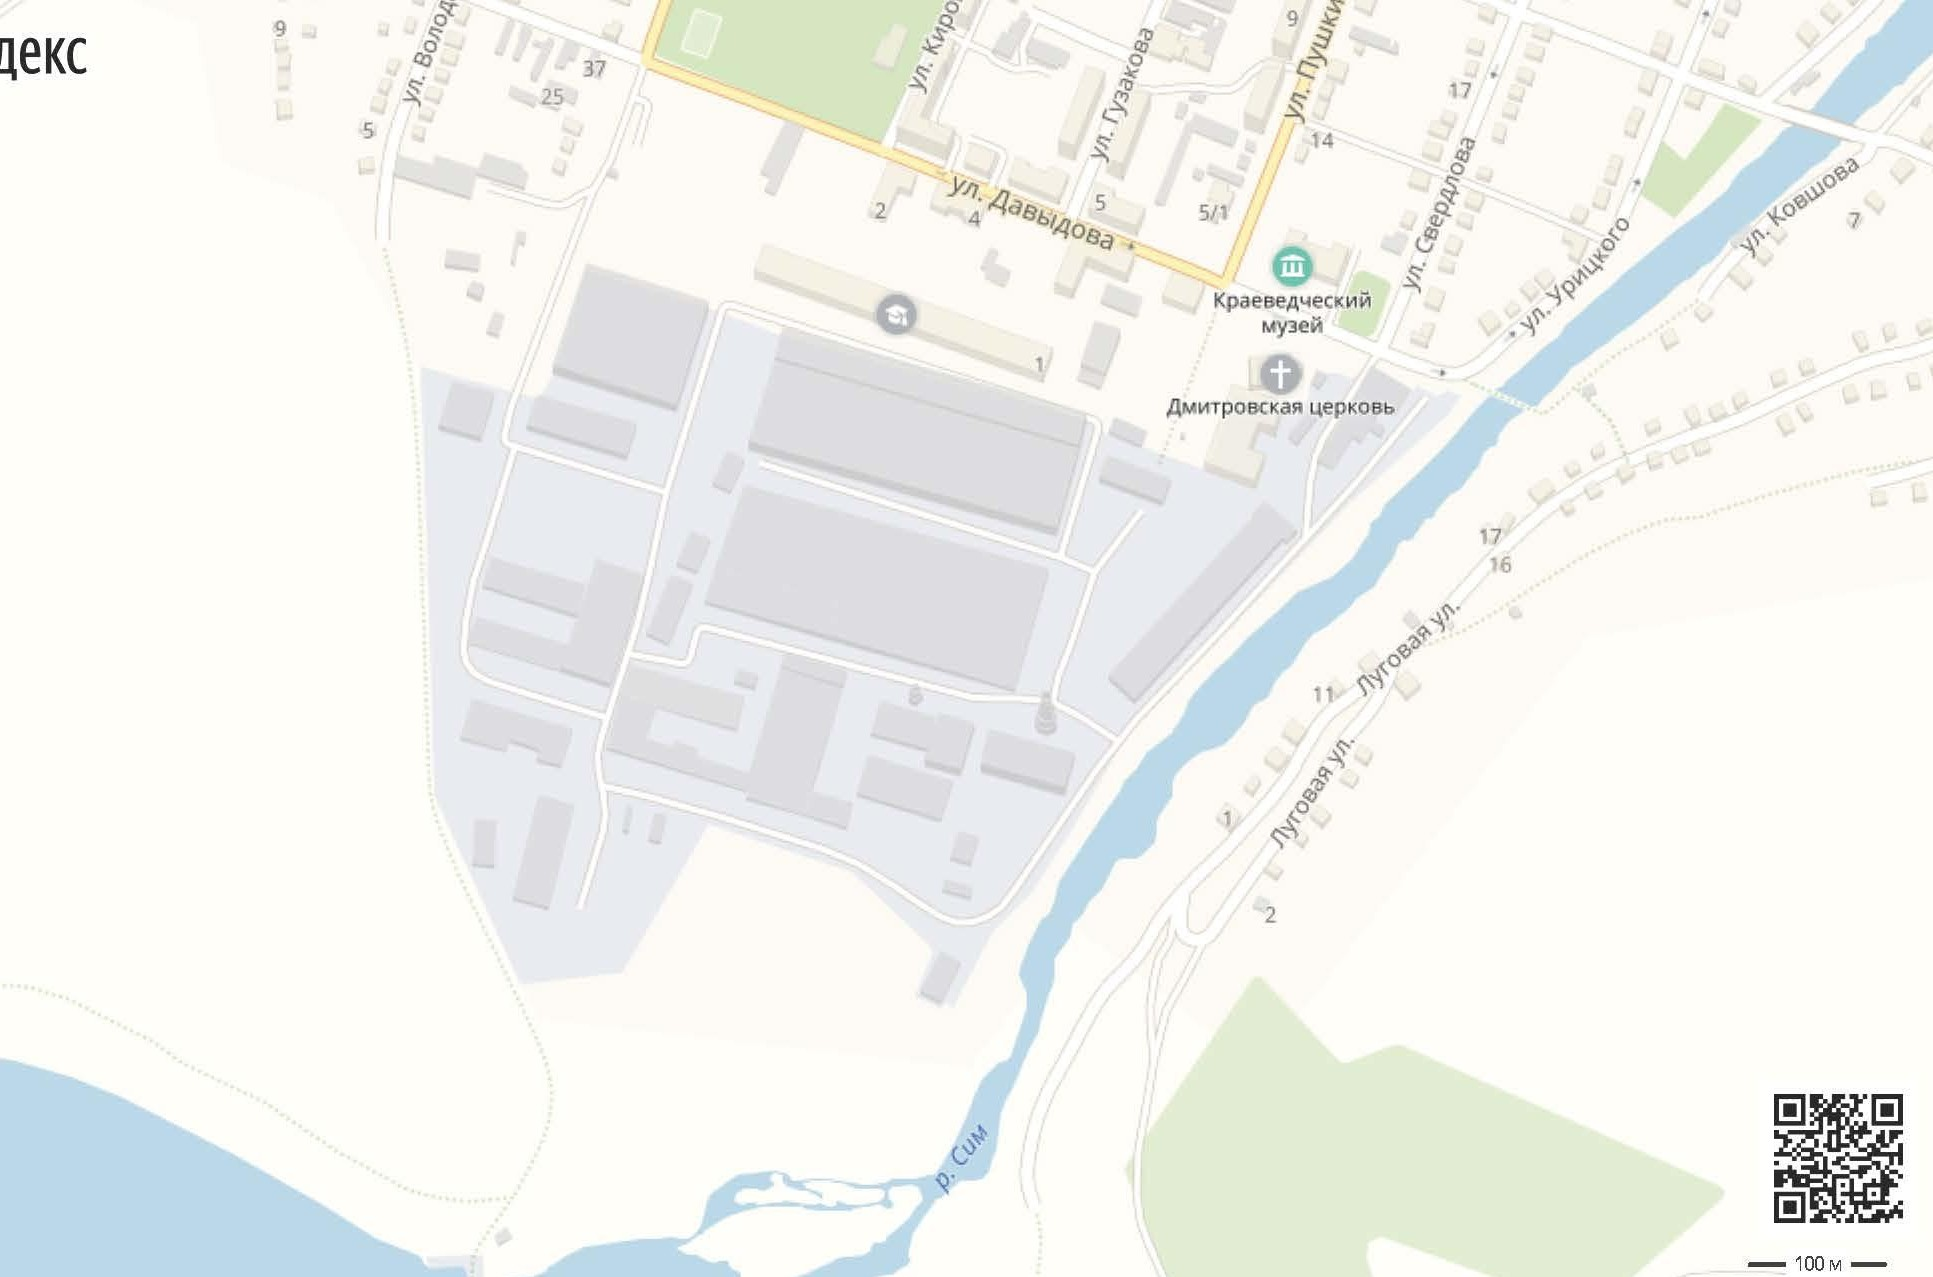 декс
9
5
37
25
9
17
14
7
2
4
5
5/1
ул. Гузакова
ул. Давыдова
ул. Свердлова
ул. Урицкого
ул. Ковшова
Краеведческий
музей
1
Дмитровская церковь
17
16
Луговая ул.
11
Луговая ул.
1
2
р. Сим
100 м